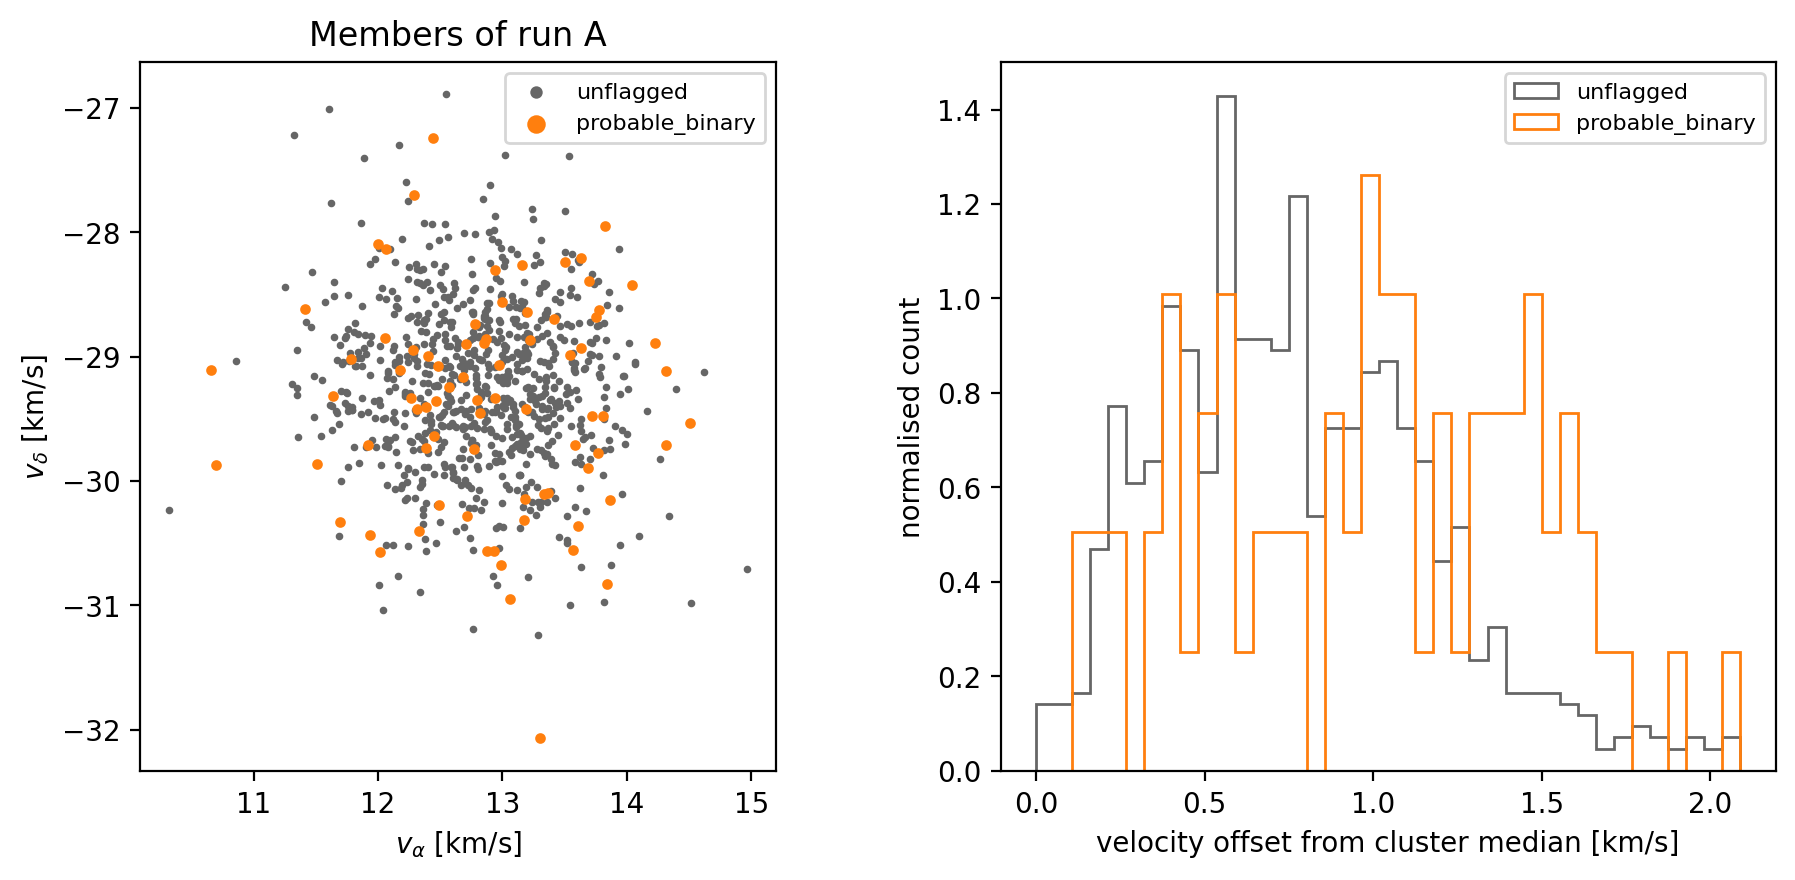 Members of run A
unflagged
probable_binary
−27
−28
−29
−30
−31
−32
v_δ [km/s]
11 12 13 14 15
v_α [km/s]
unflagged
probable_binary
1.4
1.2
1.0
0.8
0.6
0.4
0.2
0.0
normalised count
0.0 0.5 1.0 1.5 2.0
velocity offset from cluster median [km/s]